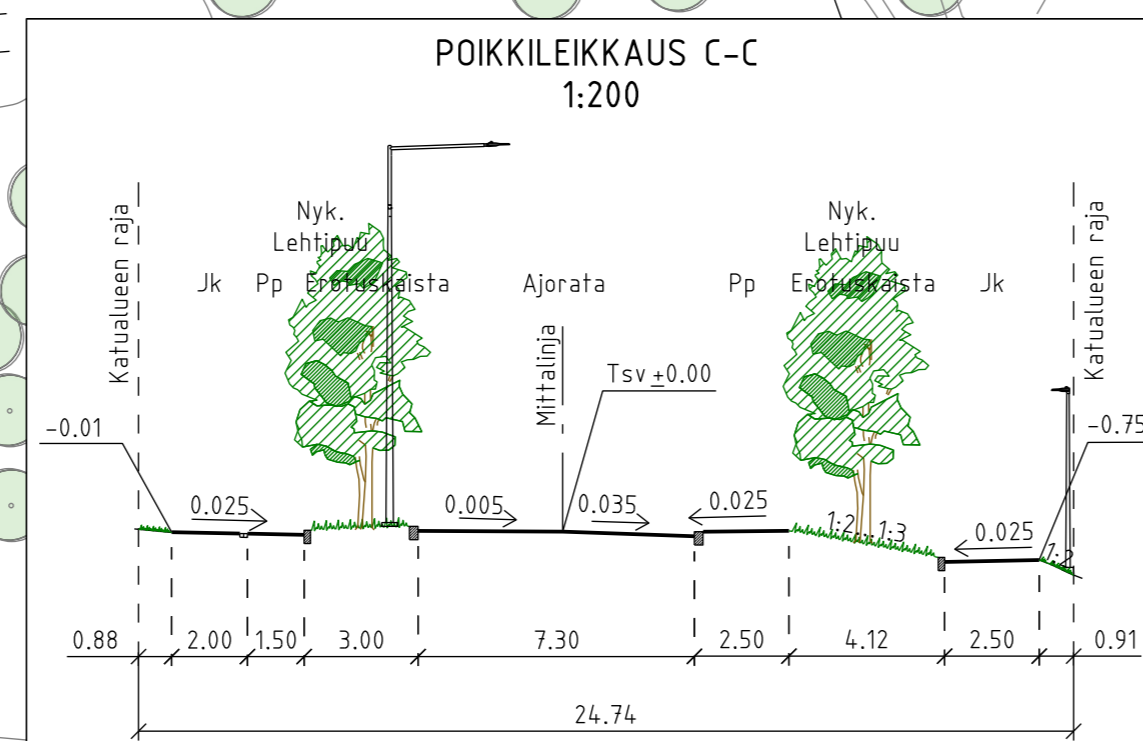 POIKKILEIKKAUS C-C
1:200
Katualueen raja
Nyk.
Lehtipuu
Jk
Pp
Erotuskaista
Ajorata
Mittalinja
Tsv ±0.00
Nyk.
Lehtipuu
Pp
Erotuskaista
Jk
Katualueen raja
-0.01
-0.75
0.025
0.005
0.035
0.025
1:2...1:3
0.025
1:2
0.88
2.00
1.50
3.00
7.30
2.50
4.12
2.50
0.91
24.74